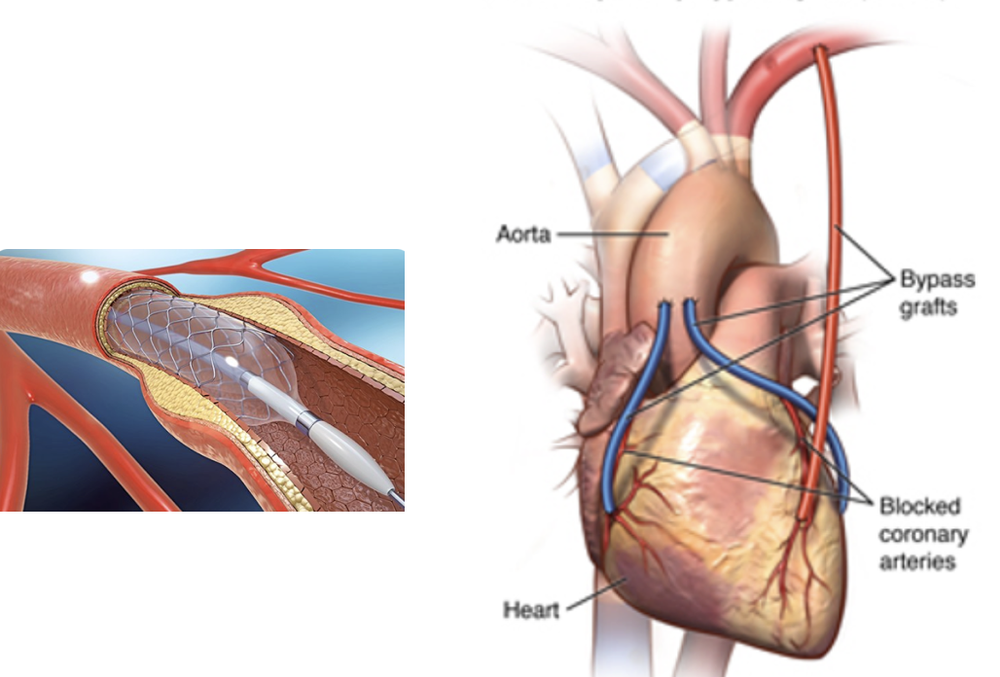 Aorta
Bypass
grafts
Blocked
coronary
arteries
Heart